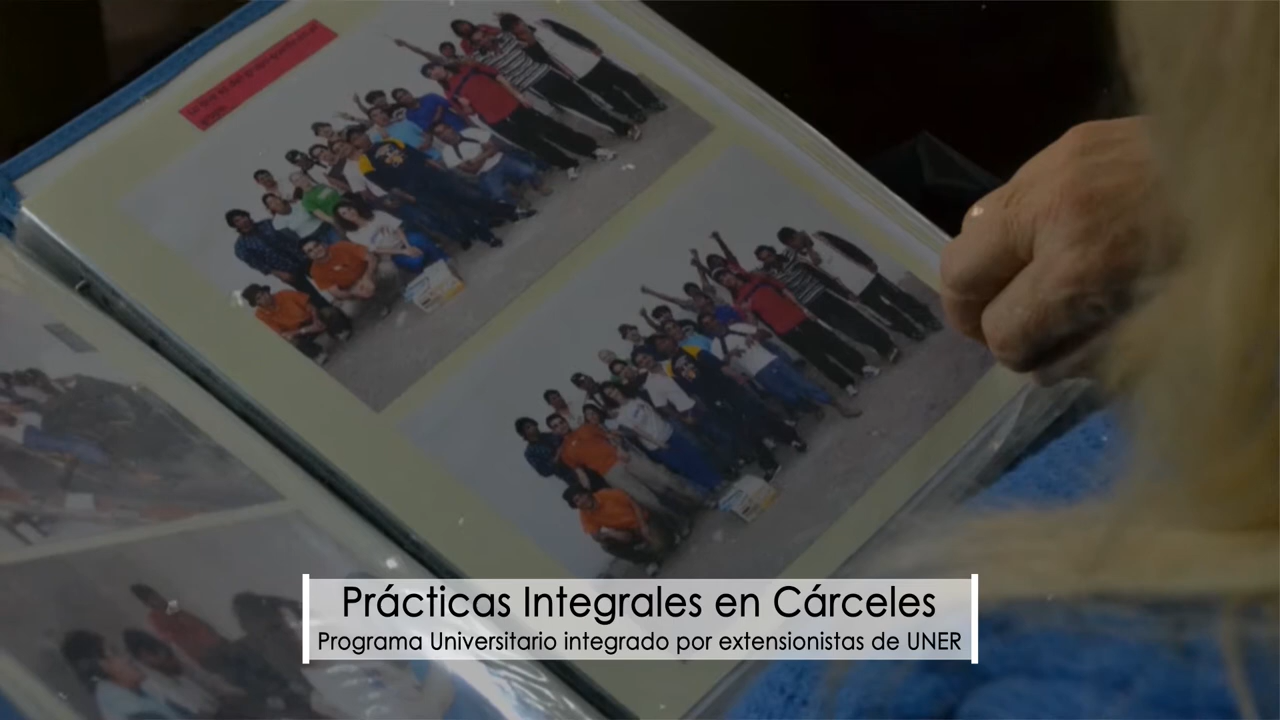 Prácticas Integrales en Cárceles
Programa Universitario integrado por extensionistas de UNER